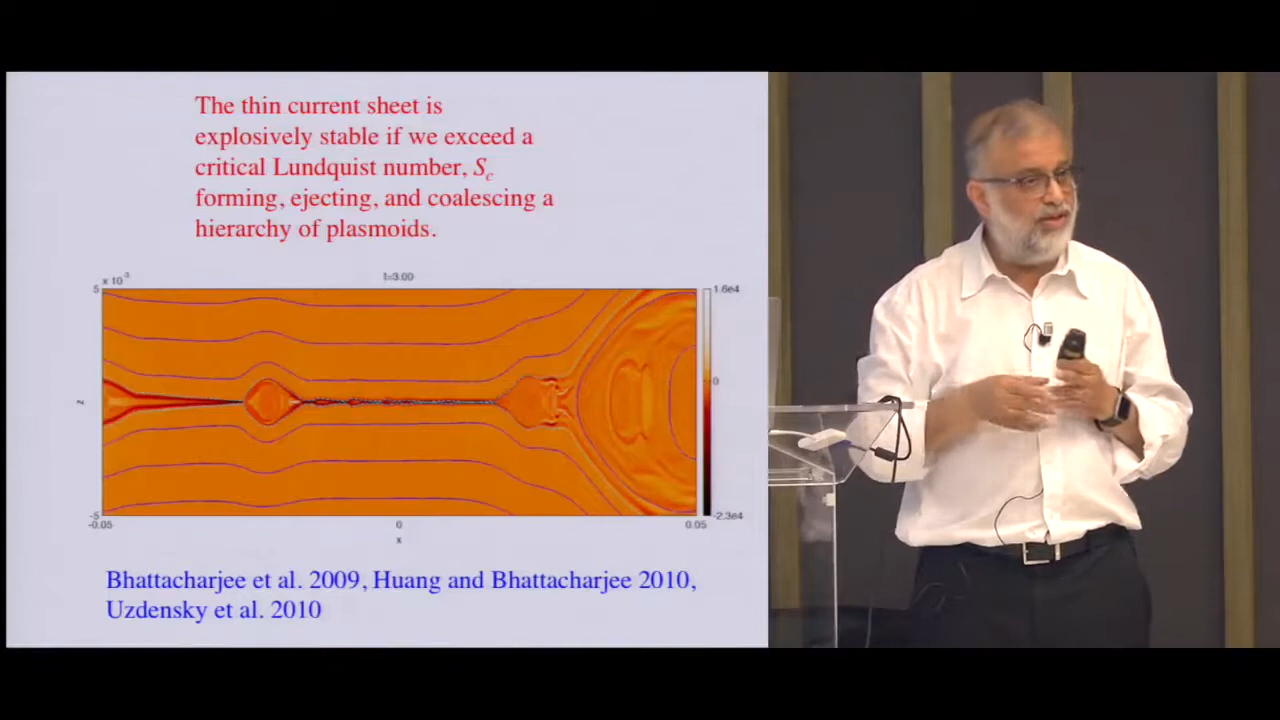 The thin current sheet is
explosively stable if we exceed a
critical Lundquist number, Sc
forming, ejecting, and coalescing a
hierarchy of plasmoids.
x 10^-3
t=3.00
5
1.6e4
z
0
-5
-2.3e4
-0.05
0
0.05
x
Bhattacharjee et al. 2009, Huang and Bhattacharjee 2010,
Uzdensky et al. 2010